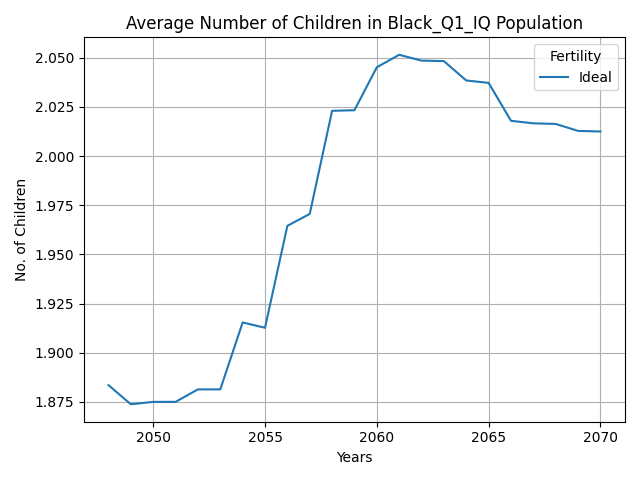 Average Number of Children in Black_Q1_IQ Population
Fertility
Ideal
No. of Children
2.050
2.025
2.000
1.975
1.950
1.925
1.900
1.875
2050 2055 2060 2065 2070
Years